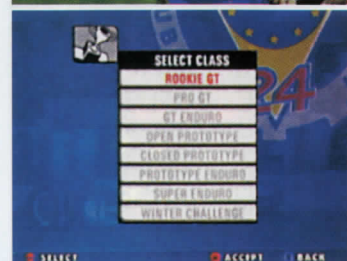 SELECT CLASS
ROOKIE GT
PRO GT
GT ENDURO
OPEN PROTOTYPE
CLOSED PROTOTYPE
PROTOTYPE ENDURO
SUPER ENDURO
WINTER CHALLENGE
24
SELECT
ACCEPT
BACK